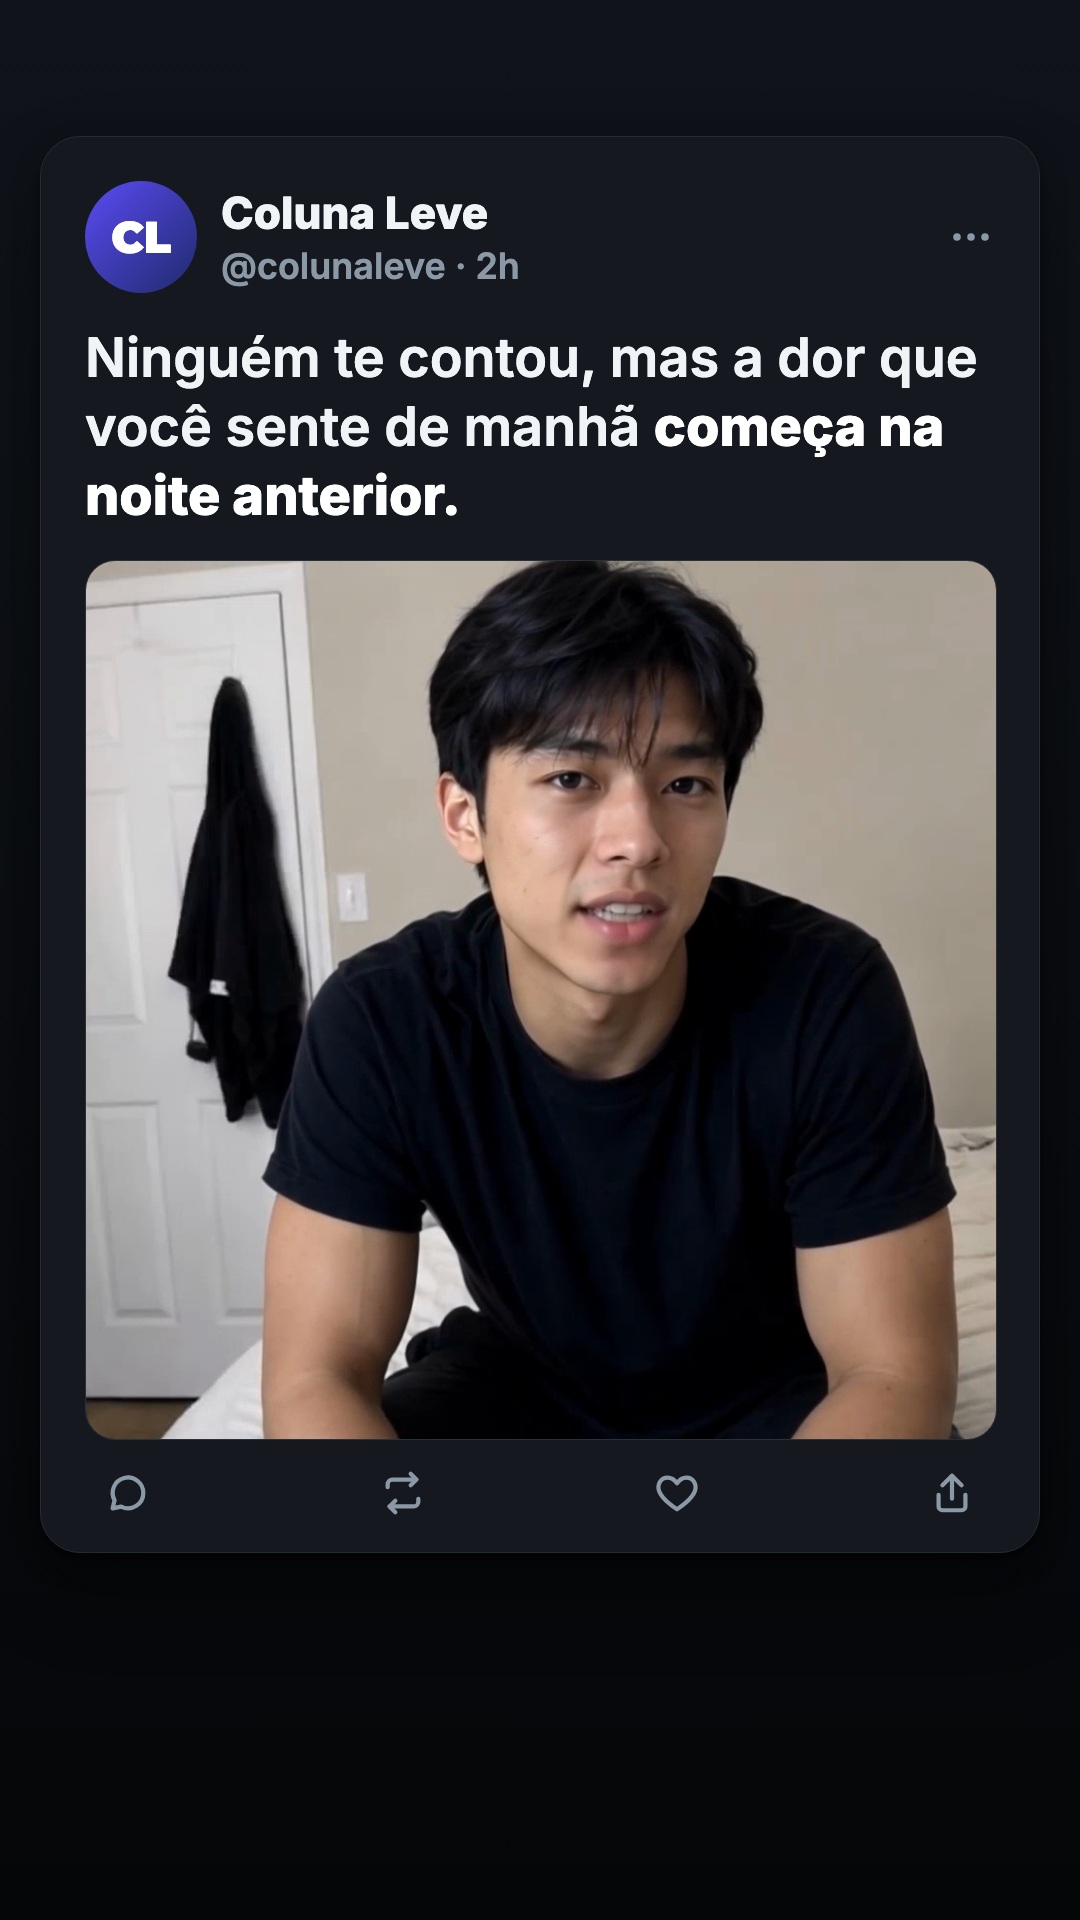 CL
Coluna Leve
@colunaleve · 2h
Ninguém te contou, mas a dor que
você sente de manhã começa na
noite anterior.